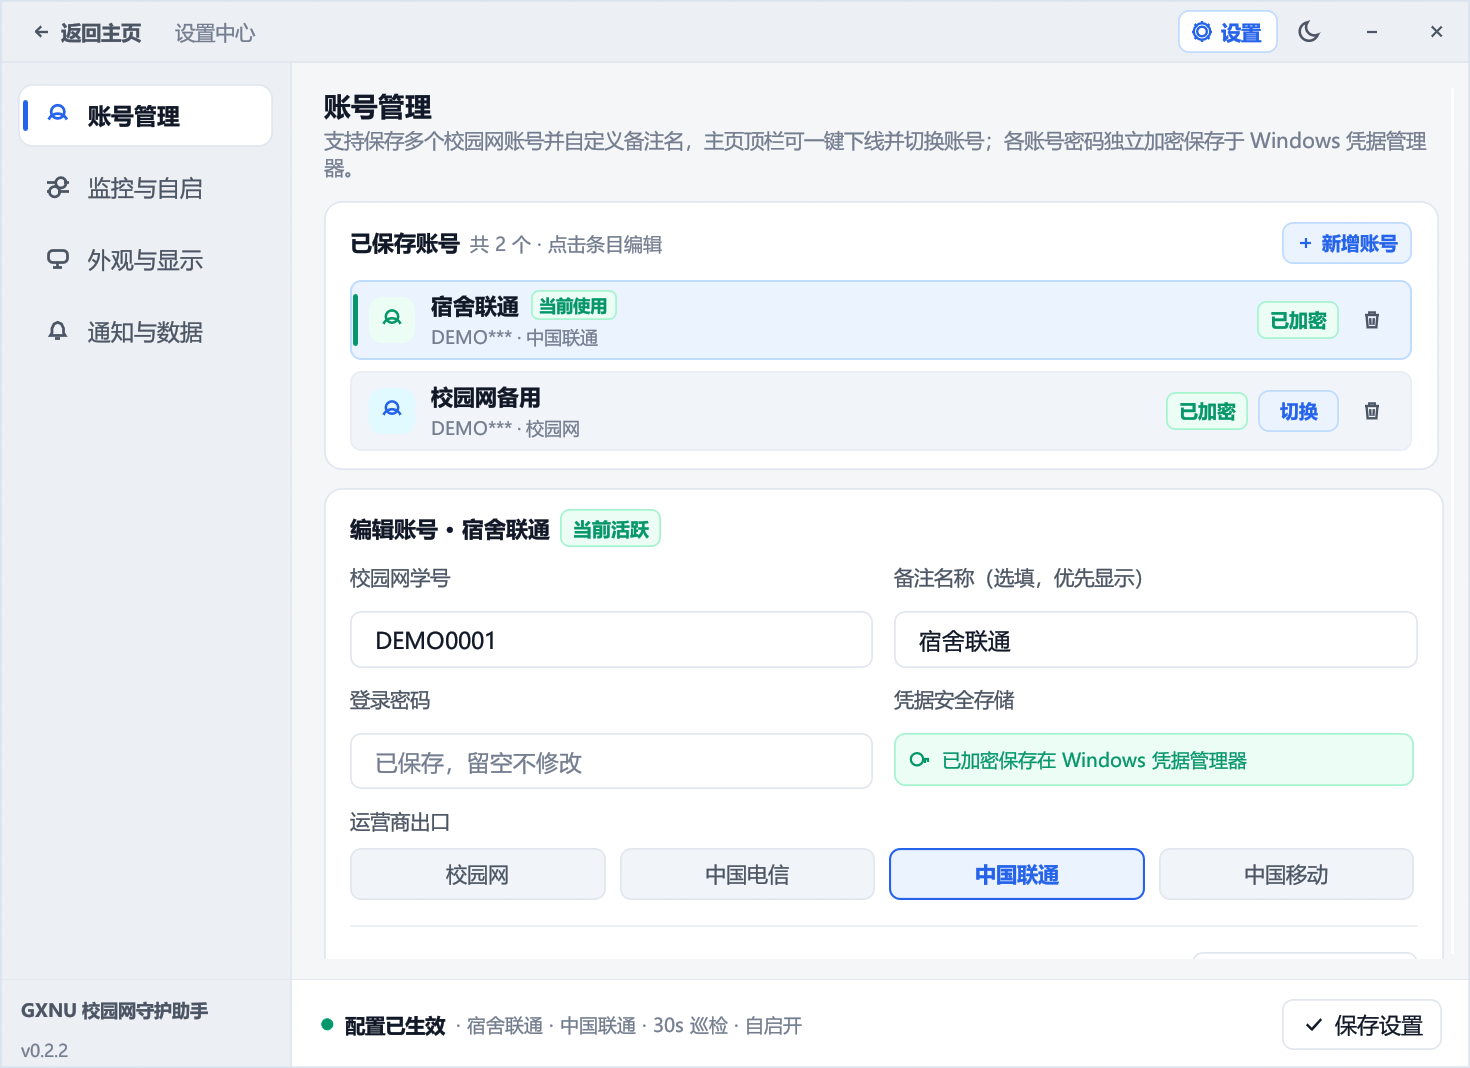 返回主页
设置中心
设置
账号管理
监控与自启
外观与显示
通知与数据
GXNU 校园网守护助手
v0.2.2
账号管理
支持保存多个校园网账号并自定义备注名，主页顶栏可一键下线并切换账号；各账号密码独立加密保存于 Windows 凭据管理
器。
已保存账号 共 2 个 · 点击条目编辑
+ 新增账号
宿舍联通 当前使用
DEMO*** · 中国联通
已加密
校园网备用
DEMO*** · 校园网
已加密 切换
编辑账号 · 宿舍联通 当前活跃
校园网学号
备注名称（选填，优先显示）
DEMO0001
宿舍联通
登录密码
凭据安全存储
已保存，留空不修改
已加密保存在 Windows 凭据管理器
运营商出口
校园网
中国电信
中国联通
中国移动
配置已生效 · 宿舍联通 · 中国联通 · 30s 巡检 · 自启开
保存设置